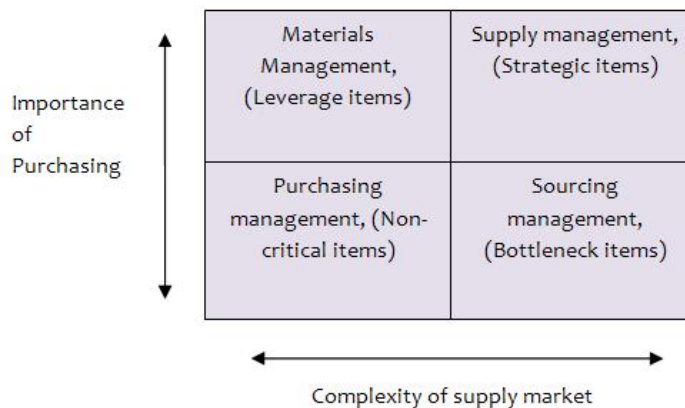 Importance
of
Purchasing
Materials
Management,
(Leverage items)
Supply management,
(Strategic items)
Purchasing
management, (Non-
critical items)
Sourcing
management,
(Bottleneck items)
Complexity of supply market